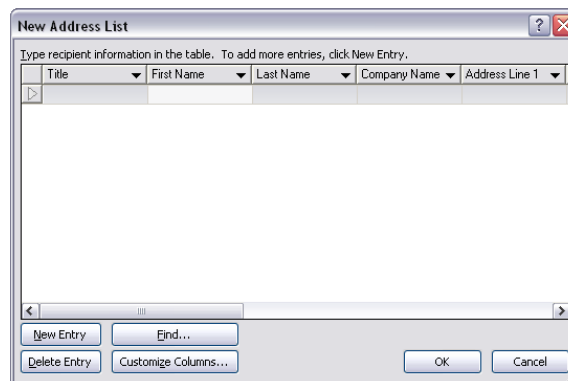 New Address List
Type recipient information in the table. To add more entries, click New Entry.
Title First Name Last Name Company Name Address Line 1
New Entry Find...
Delete Entry Customize Columns... OK Cancel